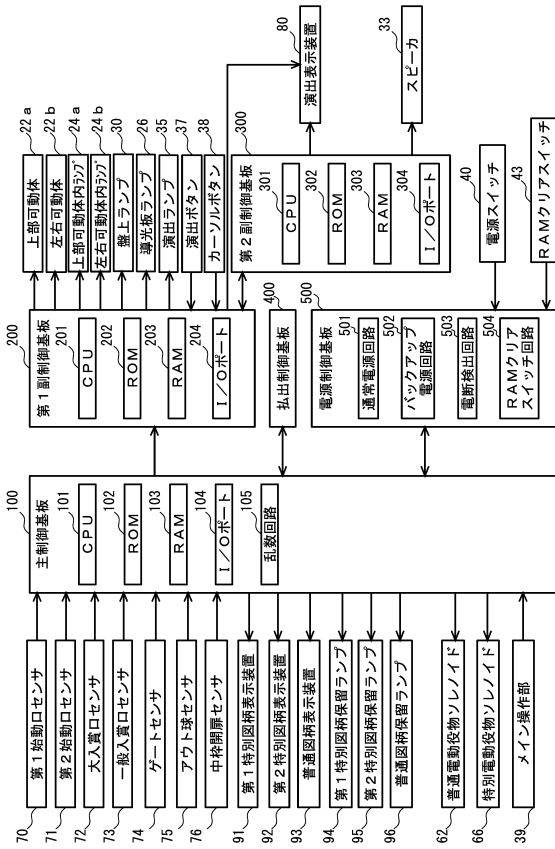 70 第1始動口センサ
71 第2始動口センサ
72 大入賞口センサ
73 一般入賞口センサ
74 ゲートセンサ
75 アウト球センサ
76 中枠開扉センサ
91 第1特別図柄表示装置
92 第2特別図柄表示装置
93 普通図柄表示装置
94 第1特別図柄保留ランプ
95 第2特別図柄保留ランプ
96 普通図柄保留ランプ
62 普通電動役物ソレノイド
66 特別電動役物ソレノイド
39 メイン操作部
100
主制御基板
101
CPU
102
ROM
103
RAM
104
I/Oポート
105
乱数回路
200
第1副制御基板
201
CPU
202
ROM
203
RAM
204
I/Oポート
400
払出制御基板
500
電源制御基板
501
通常電源回路
502
バックアップ
電源回路
503
電断検出回路
504
RAMクリア
スイッチ回路
上部可動体 22a
左右可動体 22b
上部可動体内ランプ 24a
左右可動体内ランプ 24b
盤上ランプ 30
導光板ランプ 26
演出ランプ 35
演出ボタン 37
カーソルボタン 38
300
第2副制御基板
301
CPU
302
ROM
303
RAM
304
I/Oポート
80
演出表示装置
33
スピーカ
40
電源スイッチ
43
RAMクリアスイッチ